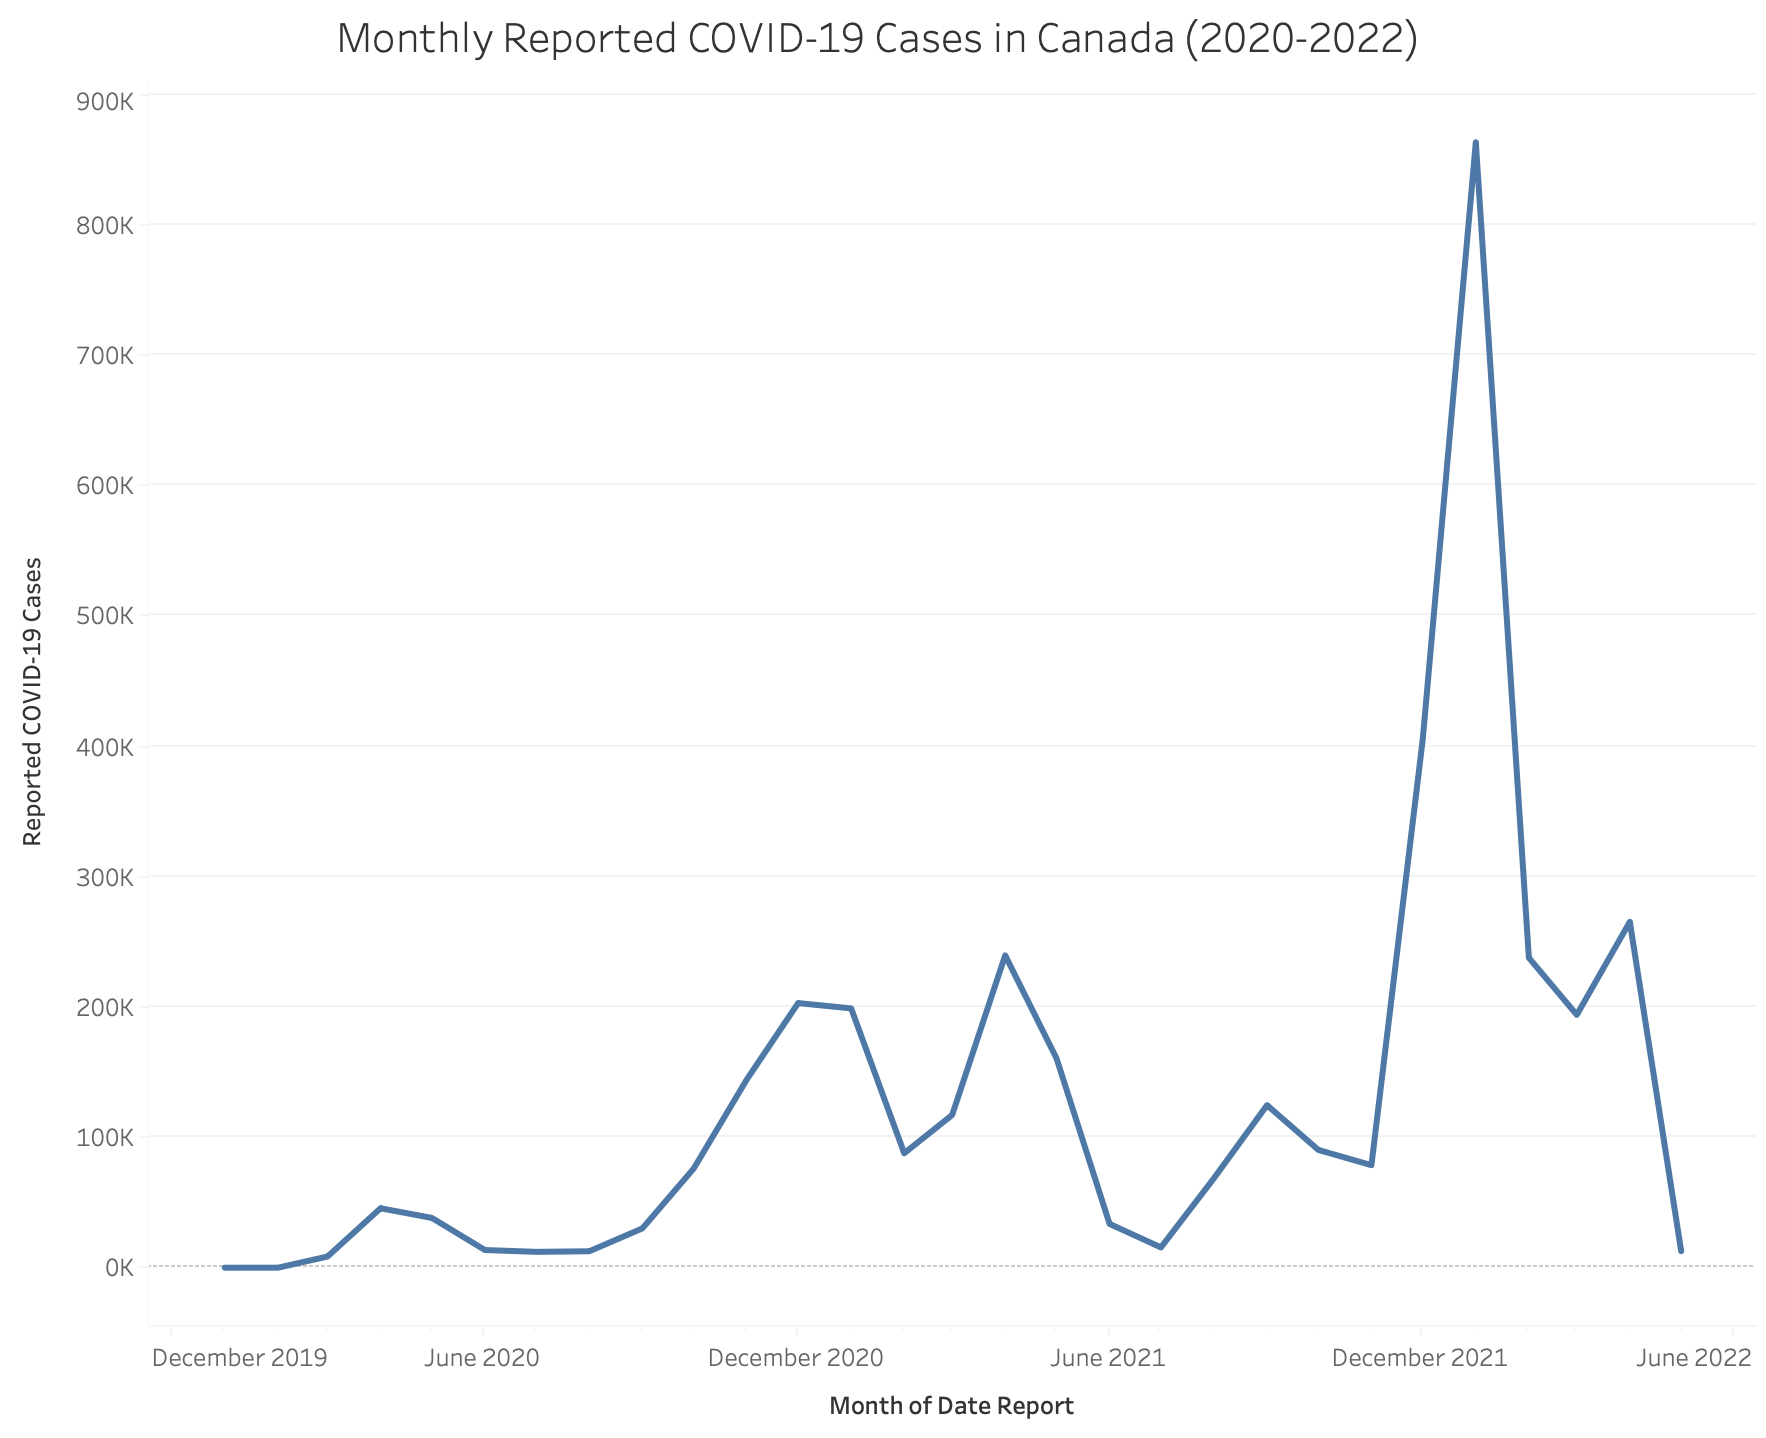 Monthly Reported COVID-19 Cases in Canada (2020-2022)
900K
800K
700K
600K
500K
400K
300K
200K
100K
0K
Reported COVID-19 Cases
December 2019
June 2020
December 2020
June 2021
December 2021
June 2022
Month of Date Report